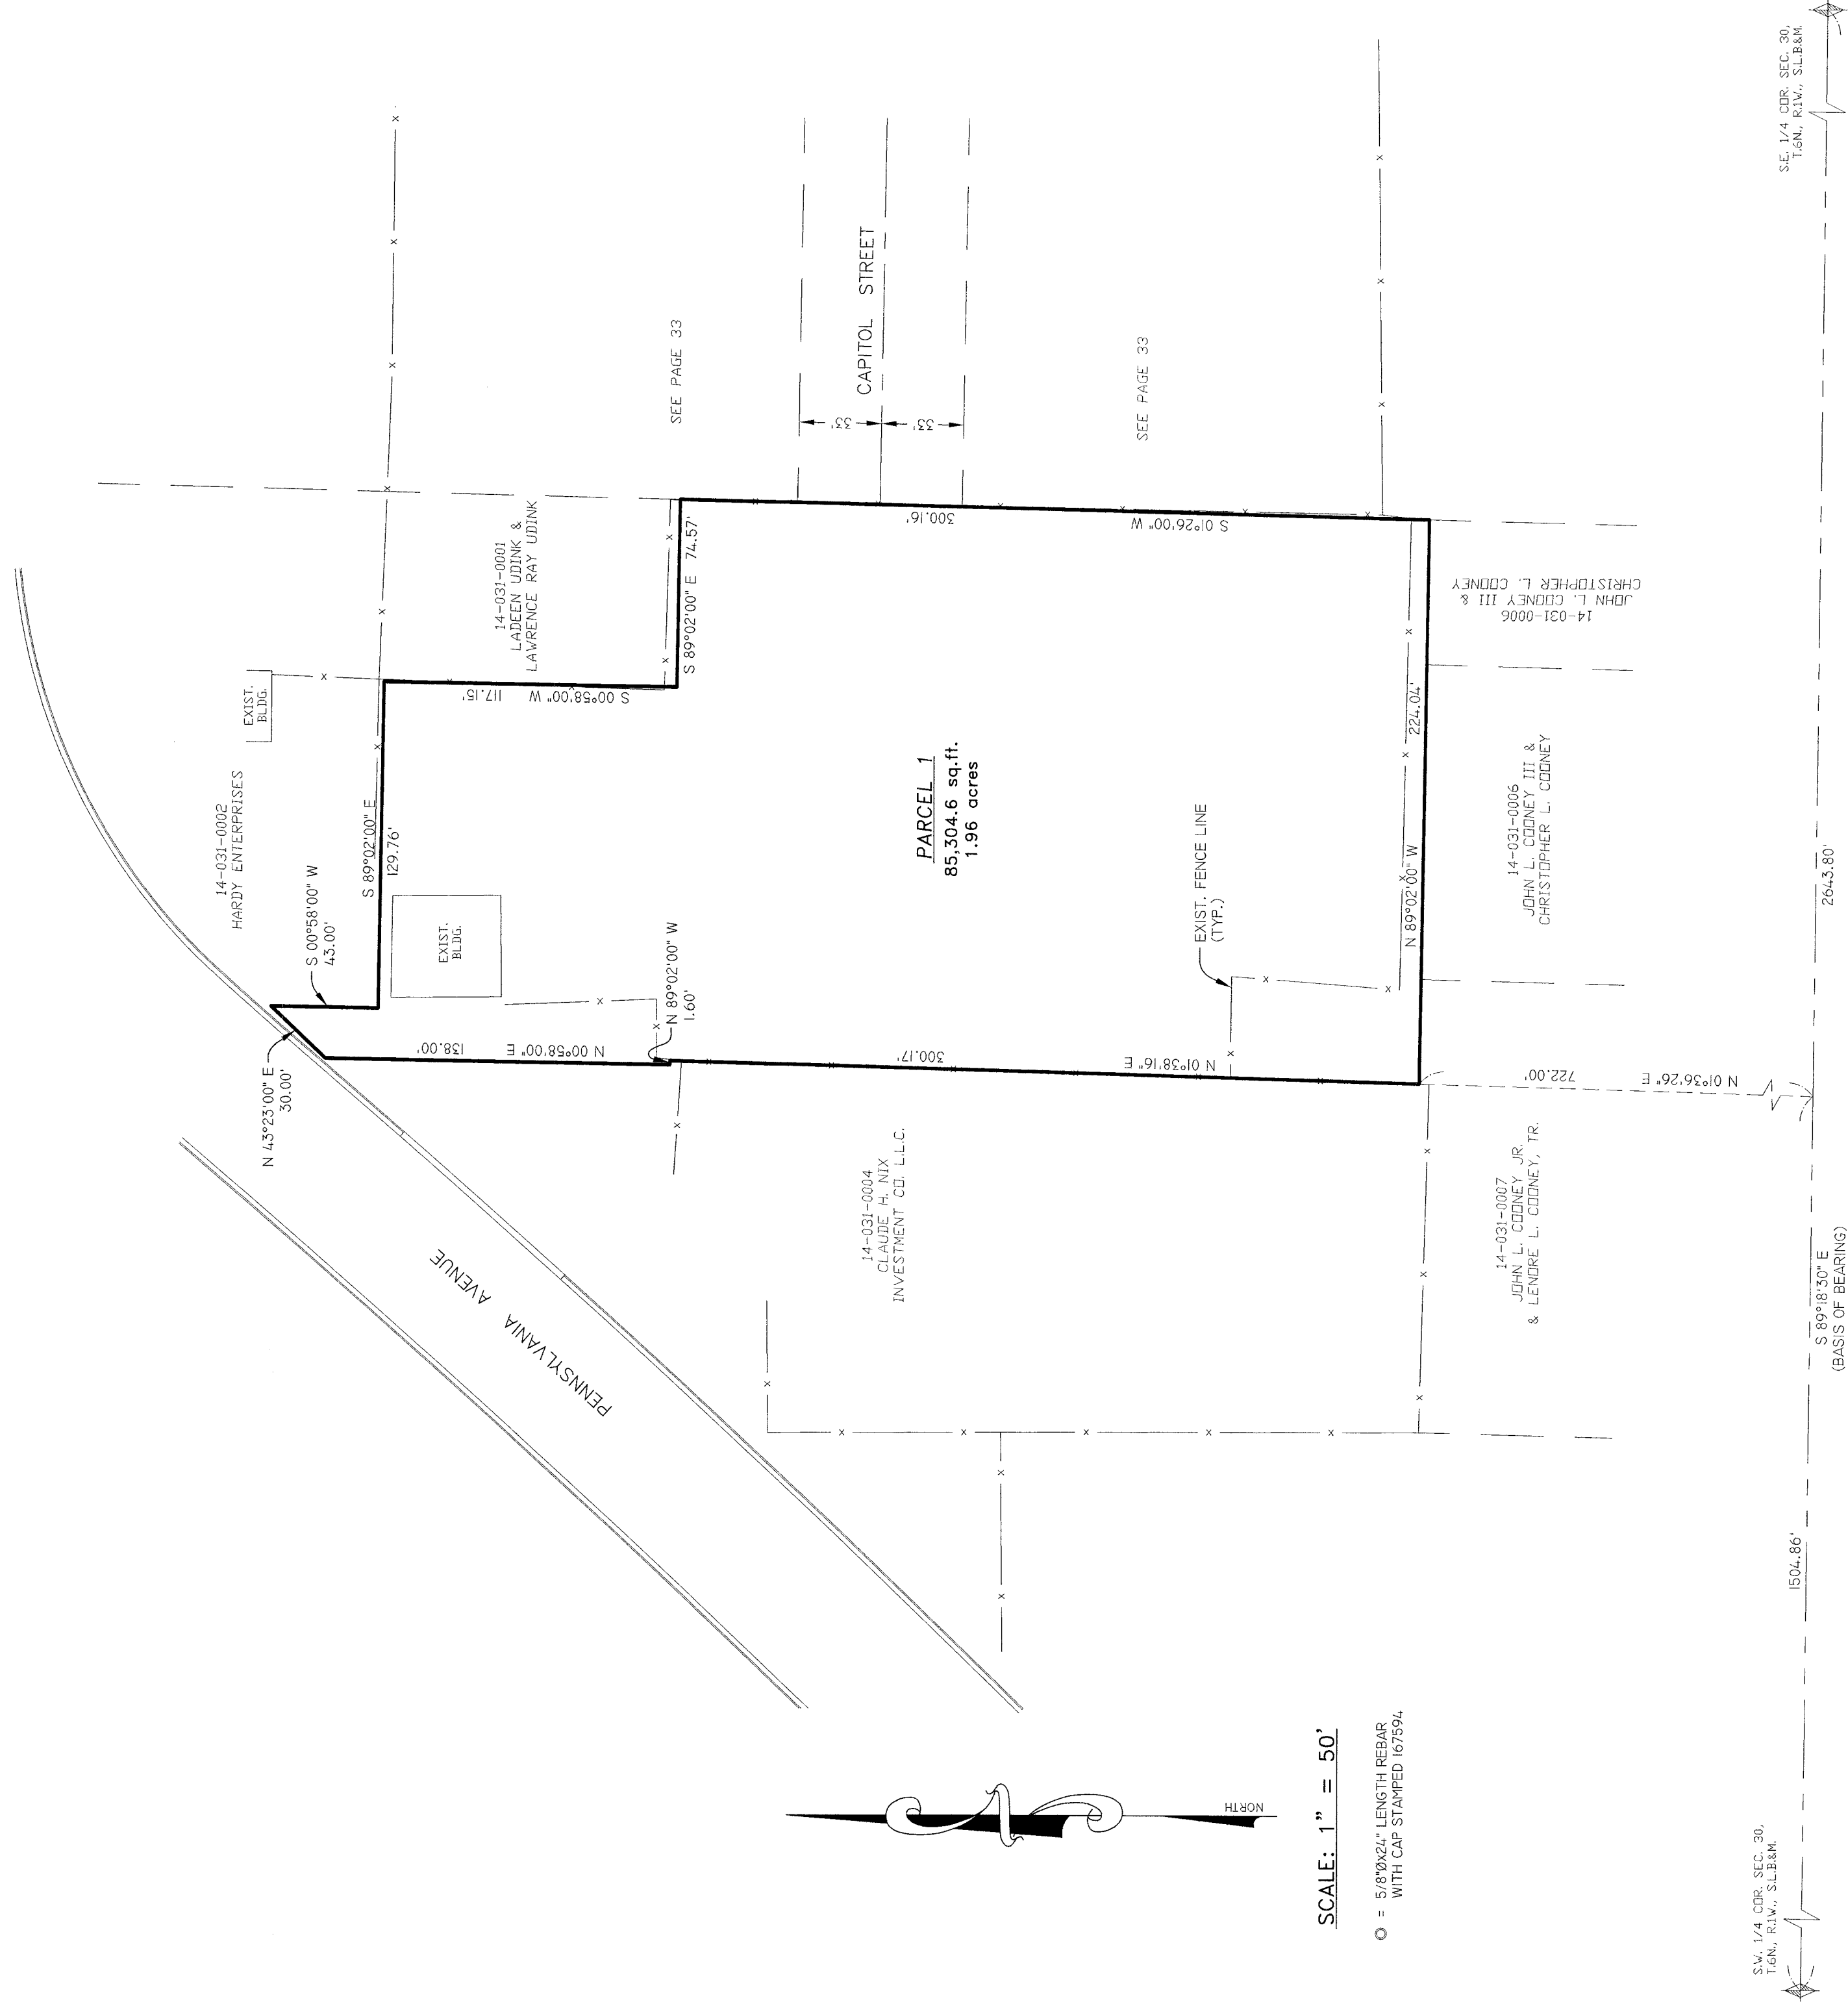 S.E. 1/4 COR. SEC. 30,
T.6N., R.1W., S.L.B.&M.
CAPITOL STREET
SEE PAGE 33
SEE PAGE 33
33'
33'
14-031-0001
LADEEN UDINK &
LAWRENCE RAY UDINK
S 89°02'00" E 74.57'
S 01°26'00" W
300.16'
14-031-0006
JOHN L. COONEY III &
CHRISTOPHER L. COONEY
EXIST.
BLDG.
S 00°58'00" W 117.15'
14-031-0002
HARDY ENTERPRISES
S 89°02'00" E
129.76'
S 00°58'00" W
43.00'
EXIST.
BLDG.
PARCEL 1
85,304.6 sq.ft.
1.96 acres
EXIST. FENCE LINE
(TYP.)
N 89°02'00" W
224.04'
14-031-0006
JOHN L. COONEY III &
CHRISTOPHER L. COONEY
2643.80'
N 43°23'00" E
30.00'
N 00°58'00" E 138.00'
N 89°02'00" W
1.60'
N 01°38'16" E
300.17'
N 01°36'26" E
722.00'
PENNSYLVANIA AVENUE
14-031-0004
CLAUDE H. NIX
INVESTMENT CO. L.L.C.
14-031-0007
JOHN L. COONEY JR.
& LENORE L. COONEY, TR.
S 89°18'30" E
(BASIS OF BEARING)
1504.86'
NORTH
SCALE: 1" = 50'
O = 5/8"Øx24" LENGTH REBAR
WITH CAP STAMPED 167594
S.W. 1/4 COR. SEC. 30,
T.6N., R.1W., S.L.B.&M.